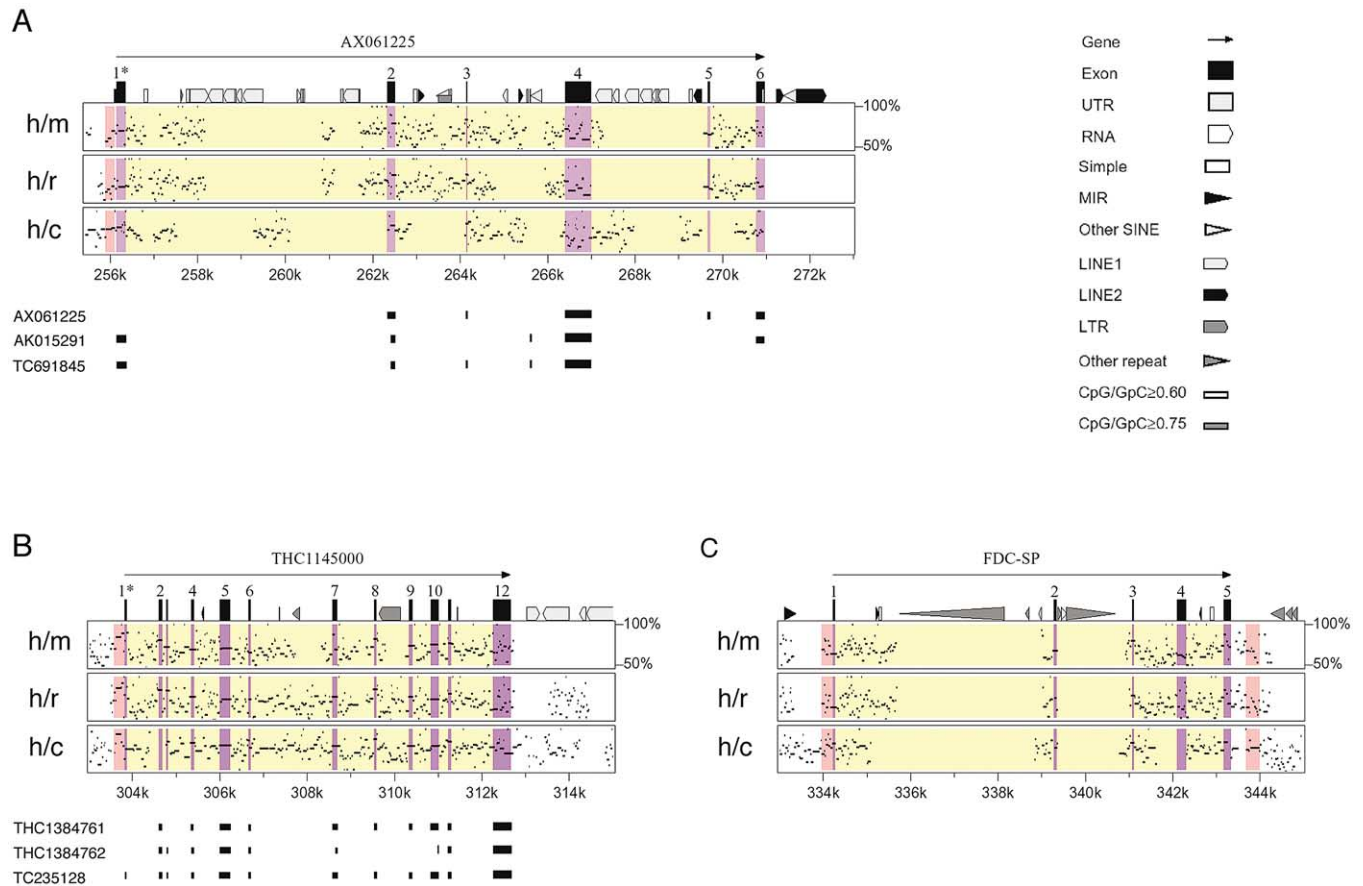 A
AX061225
1* 2 3 4 5 6
h/m 100%
50%
h/r
h/c
256k 258k 260k 262k 264k 266k 268k 270k 272k
AX061225
AK015291
TC691845
Gene
Exon
UTR
RNA
Simple
MIR
Other SINE
LINE1
LINE2
LTR
Other repeat
CpG/GpC≥0.60
CpG/GpC≥0.75
B
THC1145000
1* 2 4 5 6 7 8 9 10 12
h/m 100%
50%
h/r
h/c
304k 306k 308k 310k 312k 314k
THC1384761
THC1384762
TC235128
C
FDC-SP
1 2 3 4 5
h/m 100%
50%
h/r
h/c
334k 336k 338k 340k 342k 344k